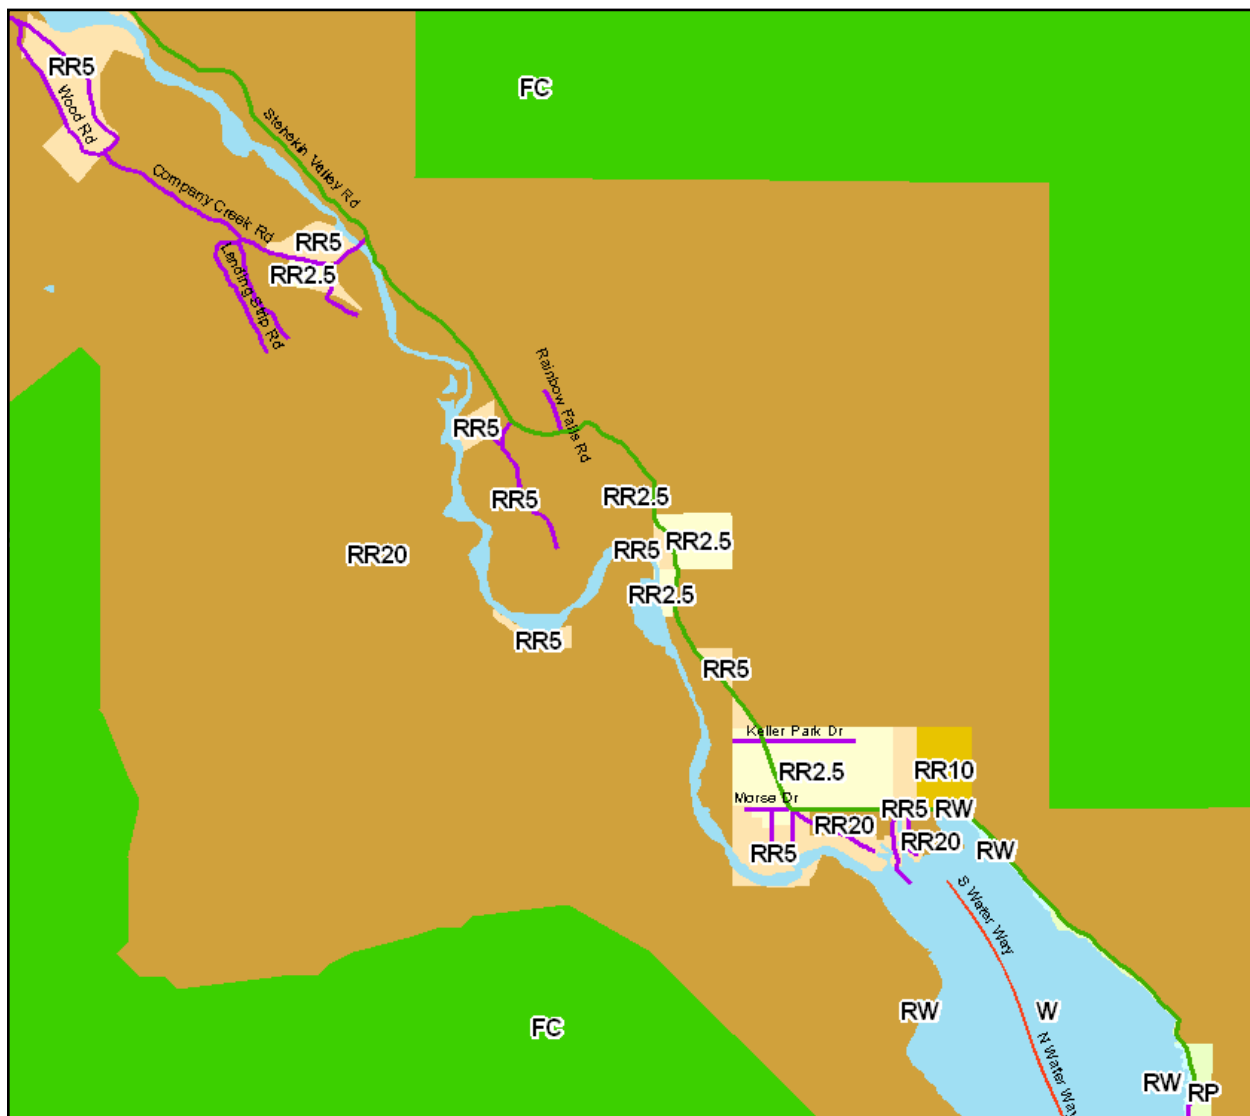 RR5
FC
Wood Rd
Stehekin Valley Rd
Company Creek Rd
RR5
Landing Strip Rd
RR2.5
Rainbow Falls Rd
RR5
RR5
RR2.5
RR2.5
RR20
RR5
RR2.5
RR5
RR5
Keller Park Dr
RR2.5
RR10
Morse Dr
RR5
RW
RR20
RR20
RW
RR5
S Water Way
RW
W
FC
N Water Way
RW
RP